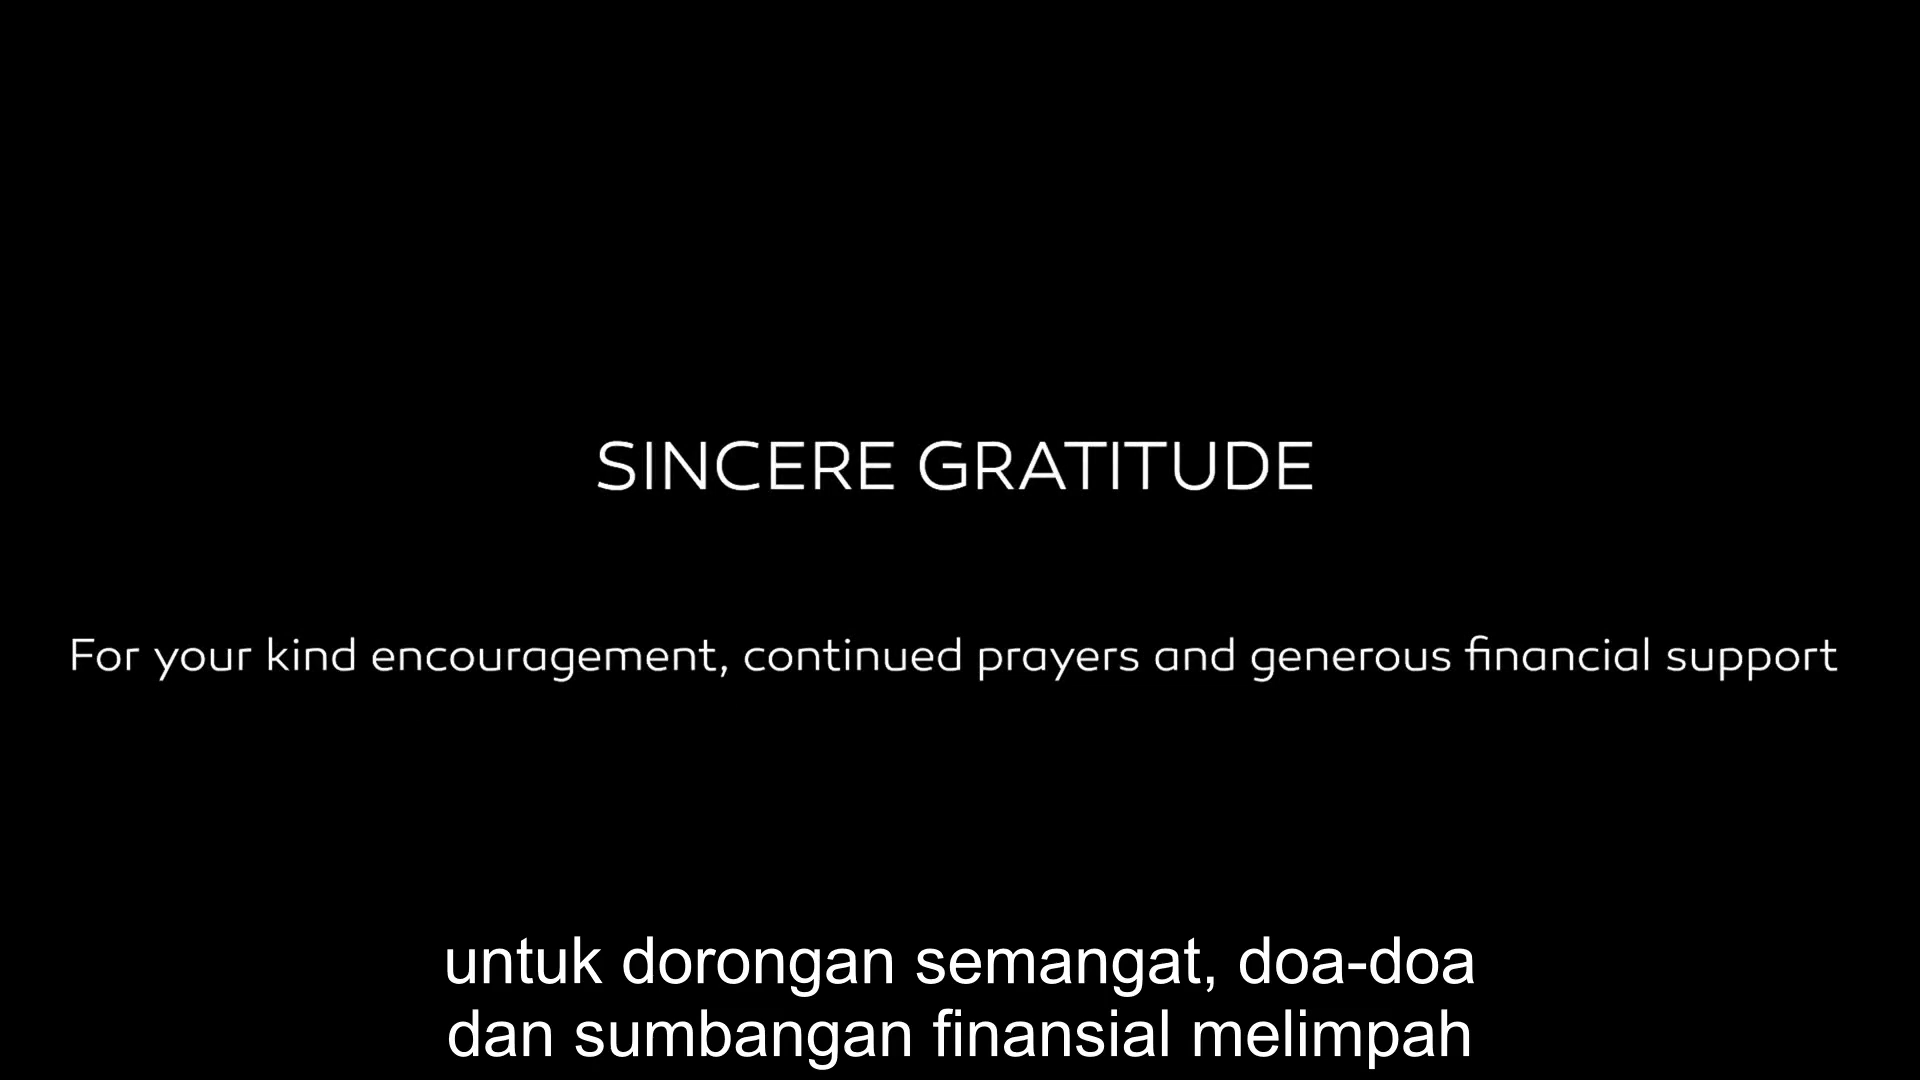 SINCERE GRATITUDE
For your kind encouragement, continued prayers and generous financial support
untuk dorongan semangat, doa-doa
dan sumbangan finansial melimpah